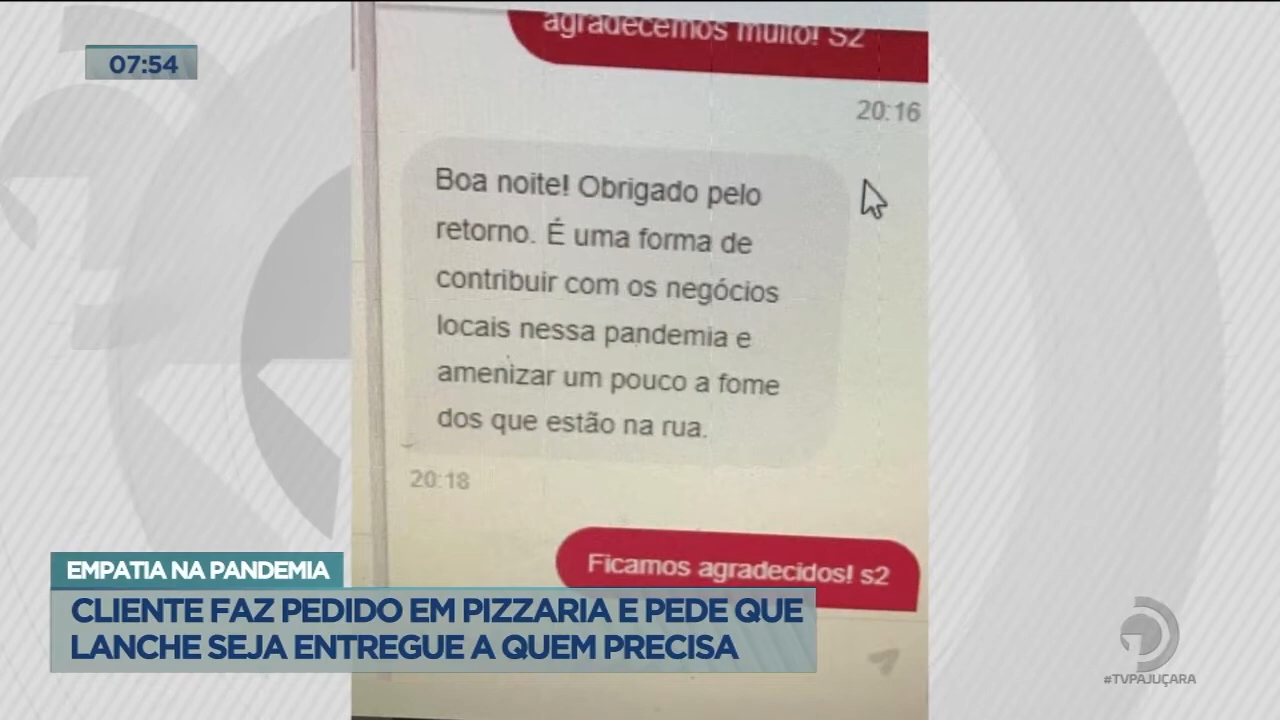 07:54
agradecemos muito! S2
20:16
Boa noite! Obrigado pelo
retorno. É uma forma de
contribuir com os negócios
locais nessa pandemia e
amenizar um pouco a fome
dos que estão na rua.
20:18
Ficamos agradecidos! s2
EMPATIA NA PANDEMIA
CLIENTE FAZ PEDIDO EM PIZZARIA E PEDE QUE
LANCHE SEJA ENTREGUE A QUEM PRECISA
#TVPAJUÇARA